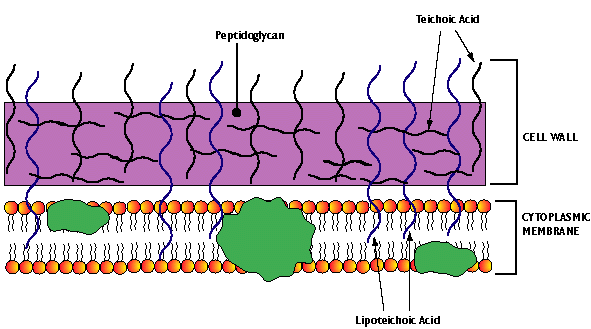 Teichoic Acid
Peptidoglycan
CELL WALL
CYTOPLASMIC
MEMBRANE
Lipoteichoic Acid